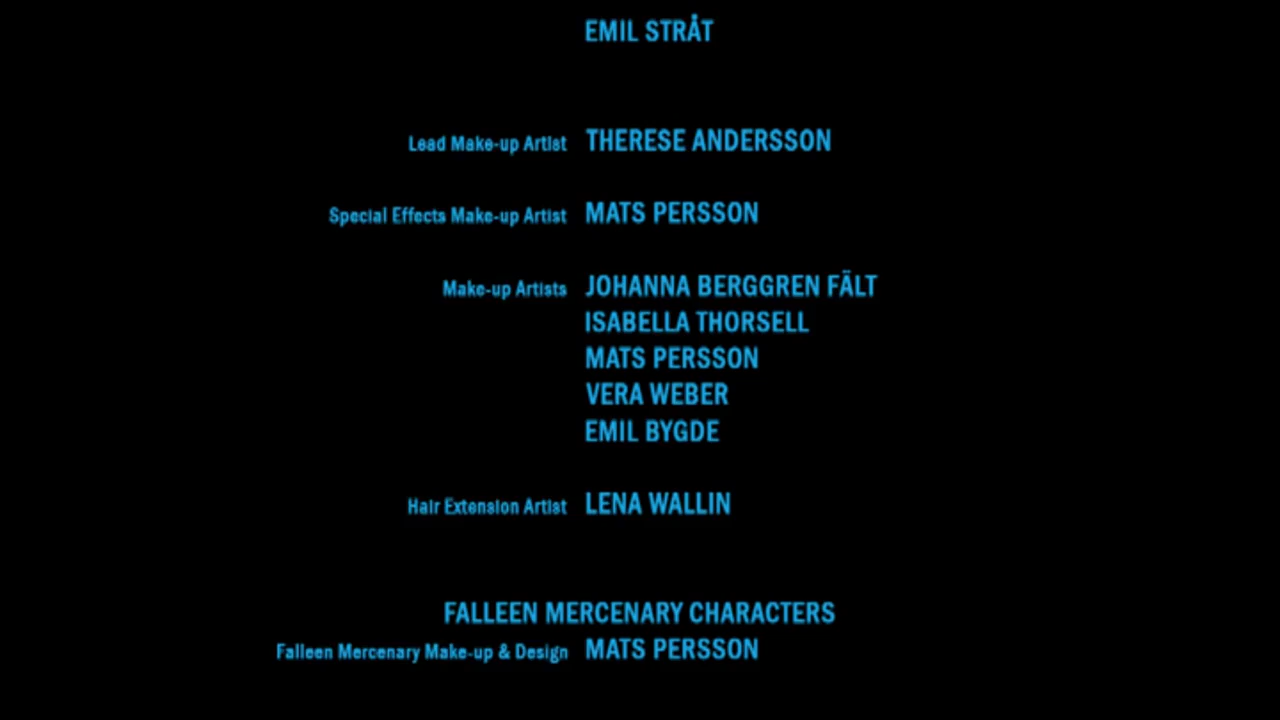 EMIL STRÅT
Lead Make-up Artist THERESE ANDERSSON
Special Effects Make-up Artist MATS PERSSON
Make-up Artists JOHANNA BERGGREN FÄLT
ISABELLA THORSELL
MATS PERSSON
VERA WEBER
EMIL BYGDE
Hair Extension Artist LENA WALLIN
FALLEEN MERCENARY CHARACTERS
Falleen Mercenary Make-up & Design MATS PERSSON